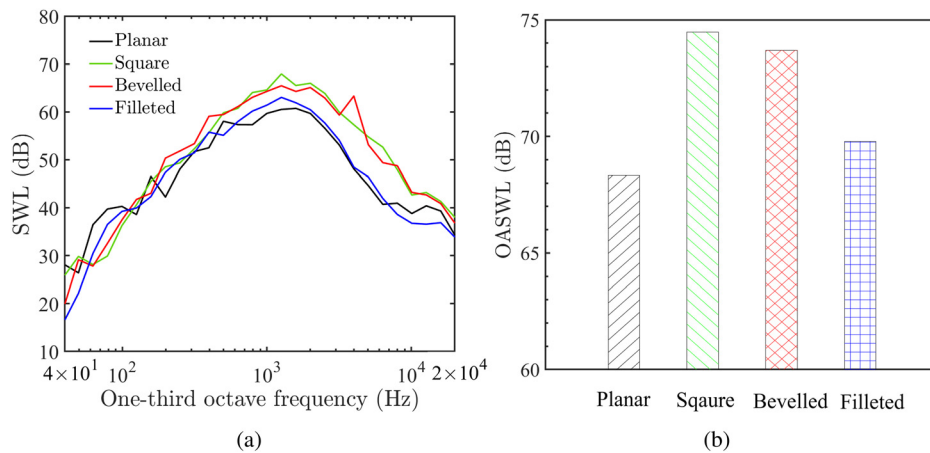 80
70
60
50
40
30
20
10
SWL (dB)
Planar
Square
Bevelled
Filleted
4×10¹ 10² 10³ 10⁴ 2×10⁴
One-third octave frequency (Hz)
(a)
75
70
65
60
OASWL (dB)
Planar Sqaure Bevelled Filleted
(b)